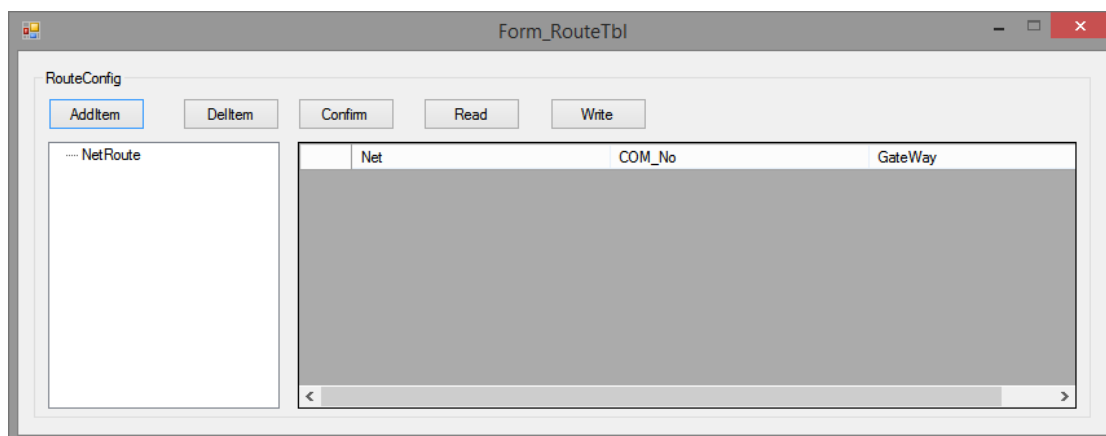 Form_RouteTbl
RouteConfig
AddItem DelItem Confirm Read Write
NetRoute
Net COM_No GateWay